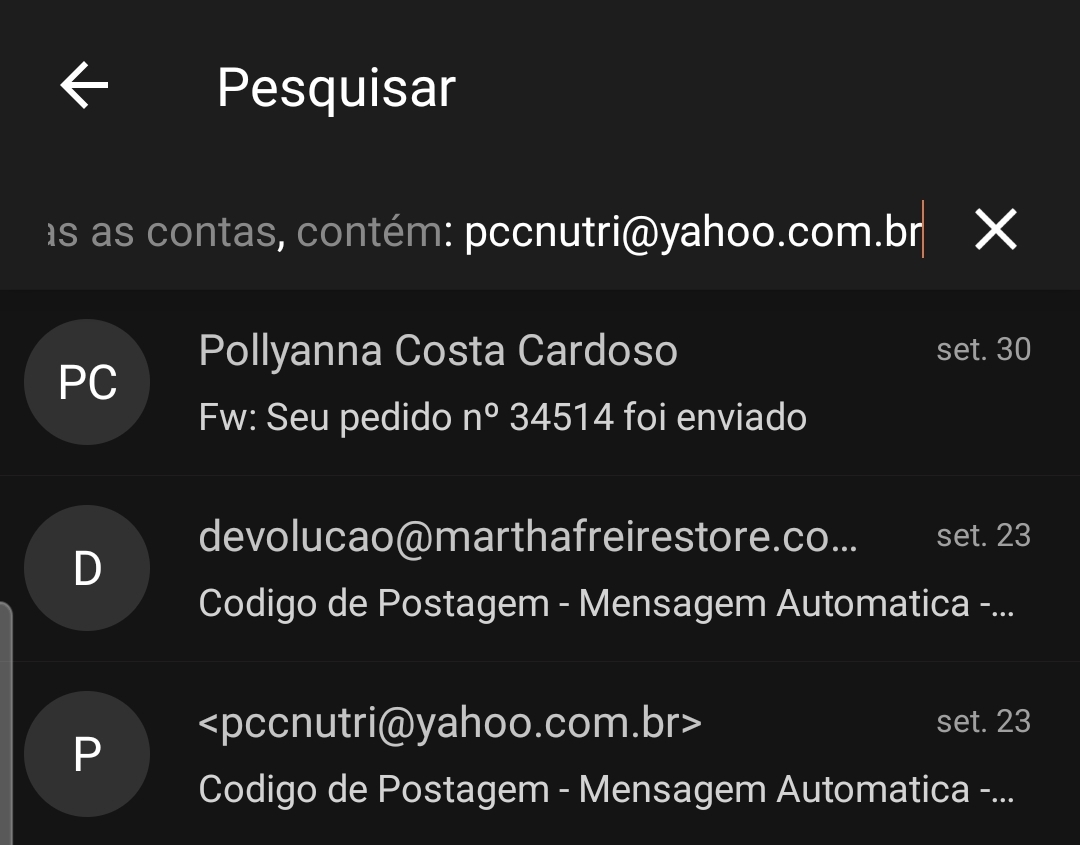 Pesquisar
as as contas, contém: pccnutri@yahoo.com.br
PC
Pollyanna Costa Cardoso
set. 30
Fw: Seu pedido nº 34514 foi enviado
D
devolucao@marthafreirestore.co...
set. 23
Codigo de Postagem - Mensagem Automatica -...
P
<pccnutri@yahoo.com.br>
set. 23
Codigo de Postagem - Mensagem Automatica -...